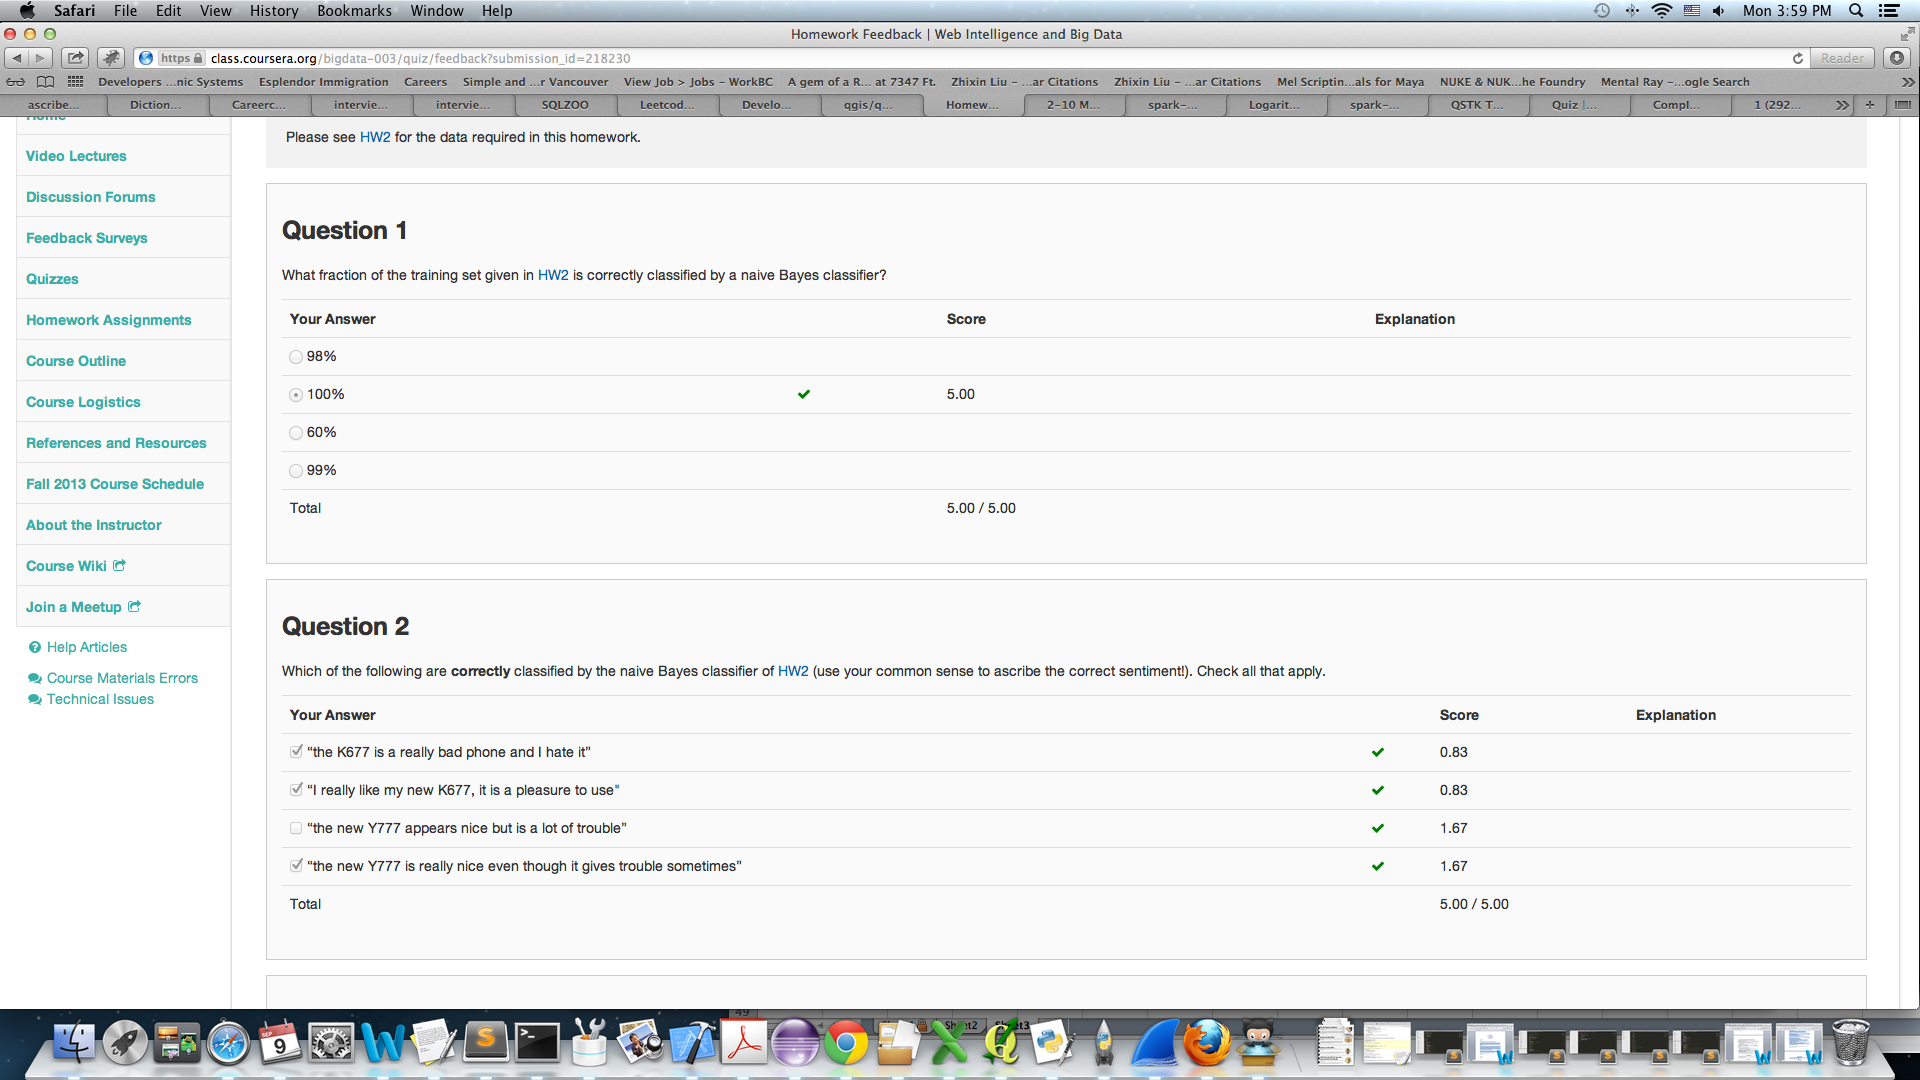 Safari File Edit View History Bookmarks Window Help Mon 3:59 PM
Homework Feedback | Web Intelligence and Big Data
https class.coursera.org/bigdata-003/quiz/feedback?submission_id=218230 Reader
Developers ...nic Systems Esplendor Immigration Careers Simple and ...r Vancouver View Job > Jobs - WorkBC A gem of a R... at 7347 Ft. Zhixin Liu - ...ar Citations Zhixin Liu - ...ar Citations Mel Scriptin...als for Maya NUKE & NUK...he Foundry Mental Ray -...ogle Search
ascribe... Diction... Careerc... intervie... intervie... SQLZOO Leetcod... Develo... qgis/q... Homew... 2-10 M... spark-... Logarit... spark-... QSTK T... Quiz |... Compl... 1 (292...
Home
Video Lectures
Discussion Forums
Feedback Surveys
Quizzes
Homework Assignments
Course Outline
Course Logistics
References and Resources
Fall 2013 Course Schedule
About the Instructor
Course Wiki
Join a Meetup
Help Articles
Course Materials Errors
Technical Issues
Please see HW2 for the data required in this homework.
Question 1
What fraction of the training set given in HW2 is correctly classified by a naive Bayes classifier?
Your Answer Score Explanation
98%
100% 5.00
60%
99%
Total 5.00 / 5.00
Question 2
Which of the following are correctly classified by the naive Bayes classifier of HW2 (use your common sense to ascribe the correct sentiment!). Check all that apply.
Your Answer Score Explanation
“the K677 is a really bad phone and I hate it” 0.83
“I really like my new K677, it is a pleasure to use" 0.83
“the new Y777 appears nice but is a lot of trouble” 1.67
“the new Y777 is really nice even though it gives trouble sometimes” 1.67
Total 5.00 / 5.00
49
Sheet2
SEP
9